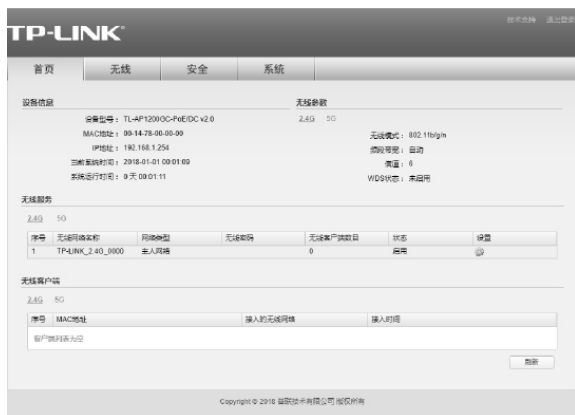 技术支持 退出登录
TP-LINK
首页 无线 安全 系统
设备信息
设备型号： TL-AP1200GC-PoE/DC v2.0
MAC地址： 00-14-78-00-00-00
IP地址： 192.168.1.254
当前系统时间： 2018-01-01 00:01:09
系统运行时间： 0 天 00:01:11
无线参数
2.4G 5G
无线模式： 802.11b/g/n
频段带宽： 自动
信道： 6
WDS状态： 未启用
无线服务
2.4G 5G
序号 无线网络名称 网络类型 无线密码 无线客户端数目 状态 设置
1 TP-LINK_2.4G_0000 主人网络 0 启用
无线客户端
2.4G 5G
序号 MAC地址 接入的无线网络 接入时间
客户端列表为空
刷新
Copyright © 2018 普联技术有限公司 版权所有